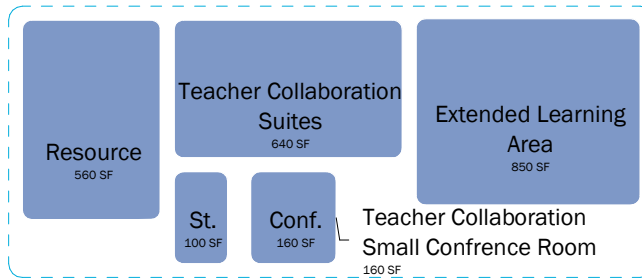 Resource
560 SF
Teacher Collaboration
Suites
640 SF
Extended Learning
Area
850 SF
St.
100 SF
Conf.
160 SF
Teacher Collaboration
Small Confrence Room
160 SF